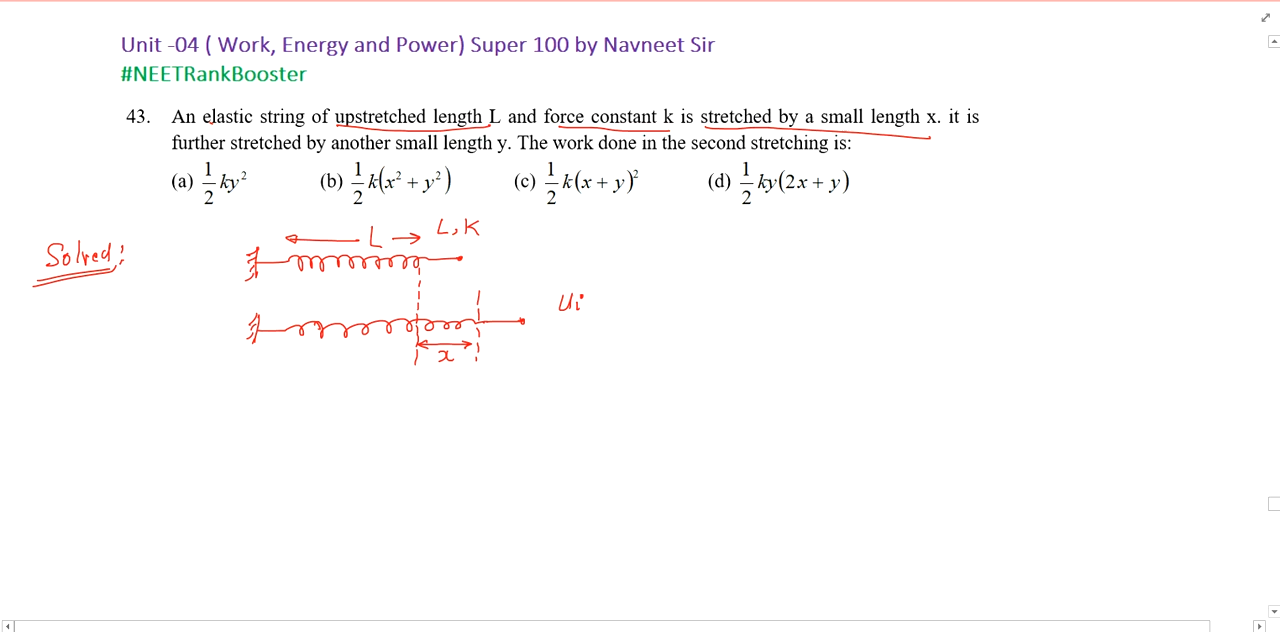 Unit -04 ( Work, Energy and Power) Super 100 by Navneet Sir
#NEETRankBooster
43. An elastic string of upstretched length L and force constant k is stretched by a small length x. it is
further stretched by another small length y. The work done in the second stretching is:
(a) 1/2 ky² (b) 1/2 k(x² + y²) (c) 1/2 k(x + y)² (d) 1/2 ky(2x + y)
Solved:
L L, K
Ui
x